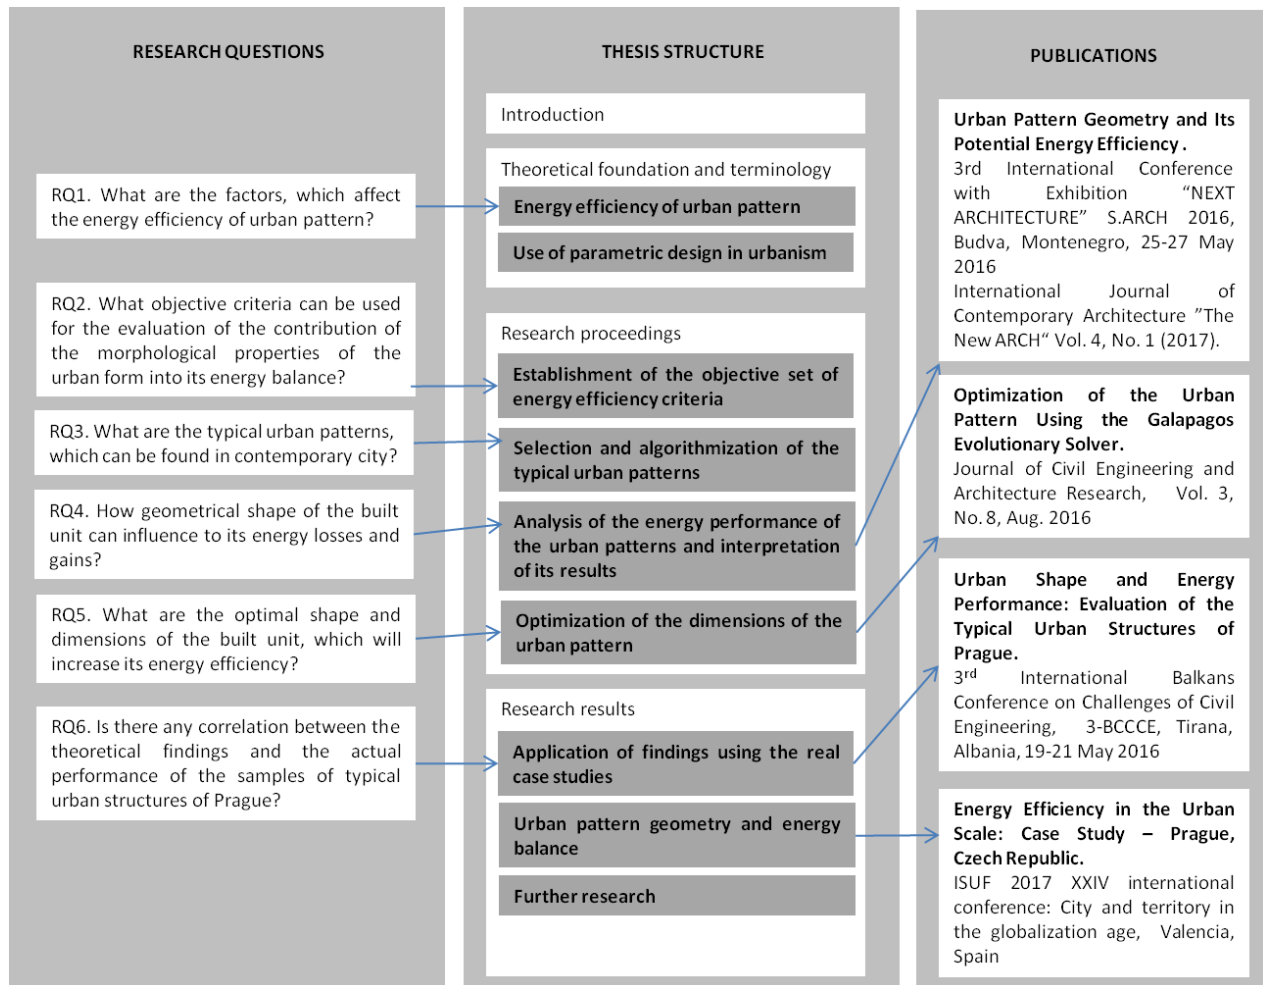 RESEARCH QUESTIONS
RQ1. What are the factors, which affect
the energy efficiency of urban pattern?
RQ2. What objective criteria can be used
for the evaluation of the contribution of
the morphological properties of the
urban form into its energy balance?
RQ3. What are the typical urban patterns,
which can be found in contemporary city?
RQ4. How geometrical shape of the built
unit can influence to its energy losses and
gains?
RQ5. What are the optimal shape and
dimensions of the built unit, which will
increase its energy efficiency?
RQ6. Is there any correlation between the
theoretical findings and the actual
performance of the samples of typical
urban structures of Prague?
THESIS STRUCTURE
Introduction
Theoretical foundation and terminology
Energy efficiency of urban pattern
Use of parametric design in urbanism
Research proceedings
Establishment of the objective set of
energy efficiency criteria
Selection and algorithmization of the
typical urban patterns
Analysis of the energy performance of
the urban patterns and interpretation
of its results
Optimization of the dimensions of the
urban pattern
Research results
Application of findings using the real
case studies
Urban pattern geometry and energy
balance
Further research
PUBLICATIONS
Urban Pattern Geometry and Its
Potential Energy Efficiency .
3rd International Conference
with Exhibition “NEXT
ARCHITECTURE” S.ARCH 2016,
Budva, Montenegro, 25-27 May
2016
International Journal of
Contemporary Architecture ”The
New ARCH“ Vol. 4, No. 1 (2017).
Optimization of the Urban
Pattern Using the Galapagos
Evolutionary Solver.
Journal of Civil Engineering and
Architecture Research, Vol. 3,
No. 8, Aug. 2016
Urban Shape and Energy
Performance: Evaluation of the
Typical Urban Structures of
Prague.
3rd International Balkans
Conference on Challenges of Civil
Engineering, 3-BCCCE, Tirana,
Albania, 19-21 May 2016
Energy Efficiency in the Urban
Scale: Case Study – Prague,
Czech Republic.
ISUF 2017 XXIV international
conference: City and territory in
the globalization age, Valencia,
Spain